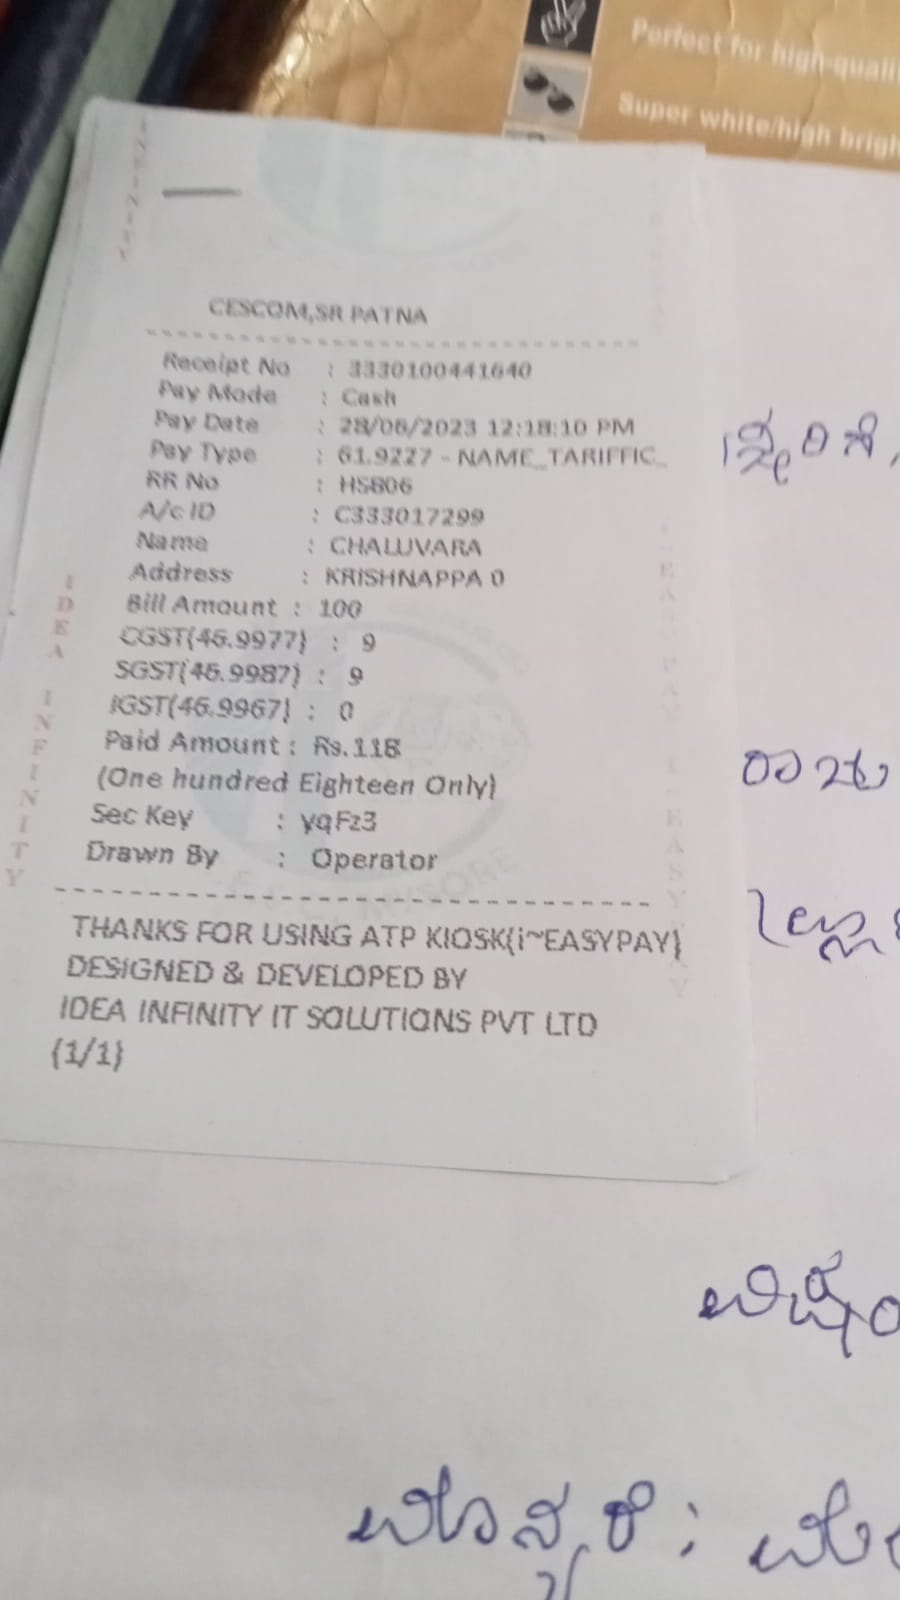 Perfect for high-quali
Super white/high brigh
CESCOM,SR PATNA
Receipt No : 3330100441640
Pay Mode : Cash
Pay Date : 28/06/2023 12:18:10 PM
Pay Type : 61.9227 - NAME_TARIFFIC_
RR No : HS806
A/c ID : C333017299
Name : CHALUVARA
Address : KRISHNAPPA 0
Bill Amount : 100
CGST(46.9977) : 9
SGST(46.9987) : 9
IGST(46.9967) : 0
Paid Amount : Rs.118
(One hundred Eighteen Only)
Sec Key : yqFz3
Drawn By : Operator
THANKS FOR USING ATP KIOSK(i~EASYPAY)
DESIGNED & DEVELOPED BY
IDEA INFINITY IT SOLUTIONS PVT LTD
(1/1)
IDEA INFINITY